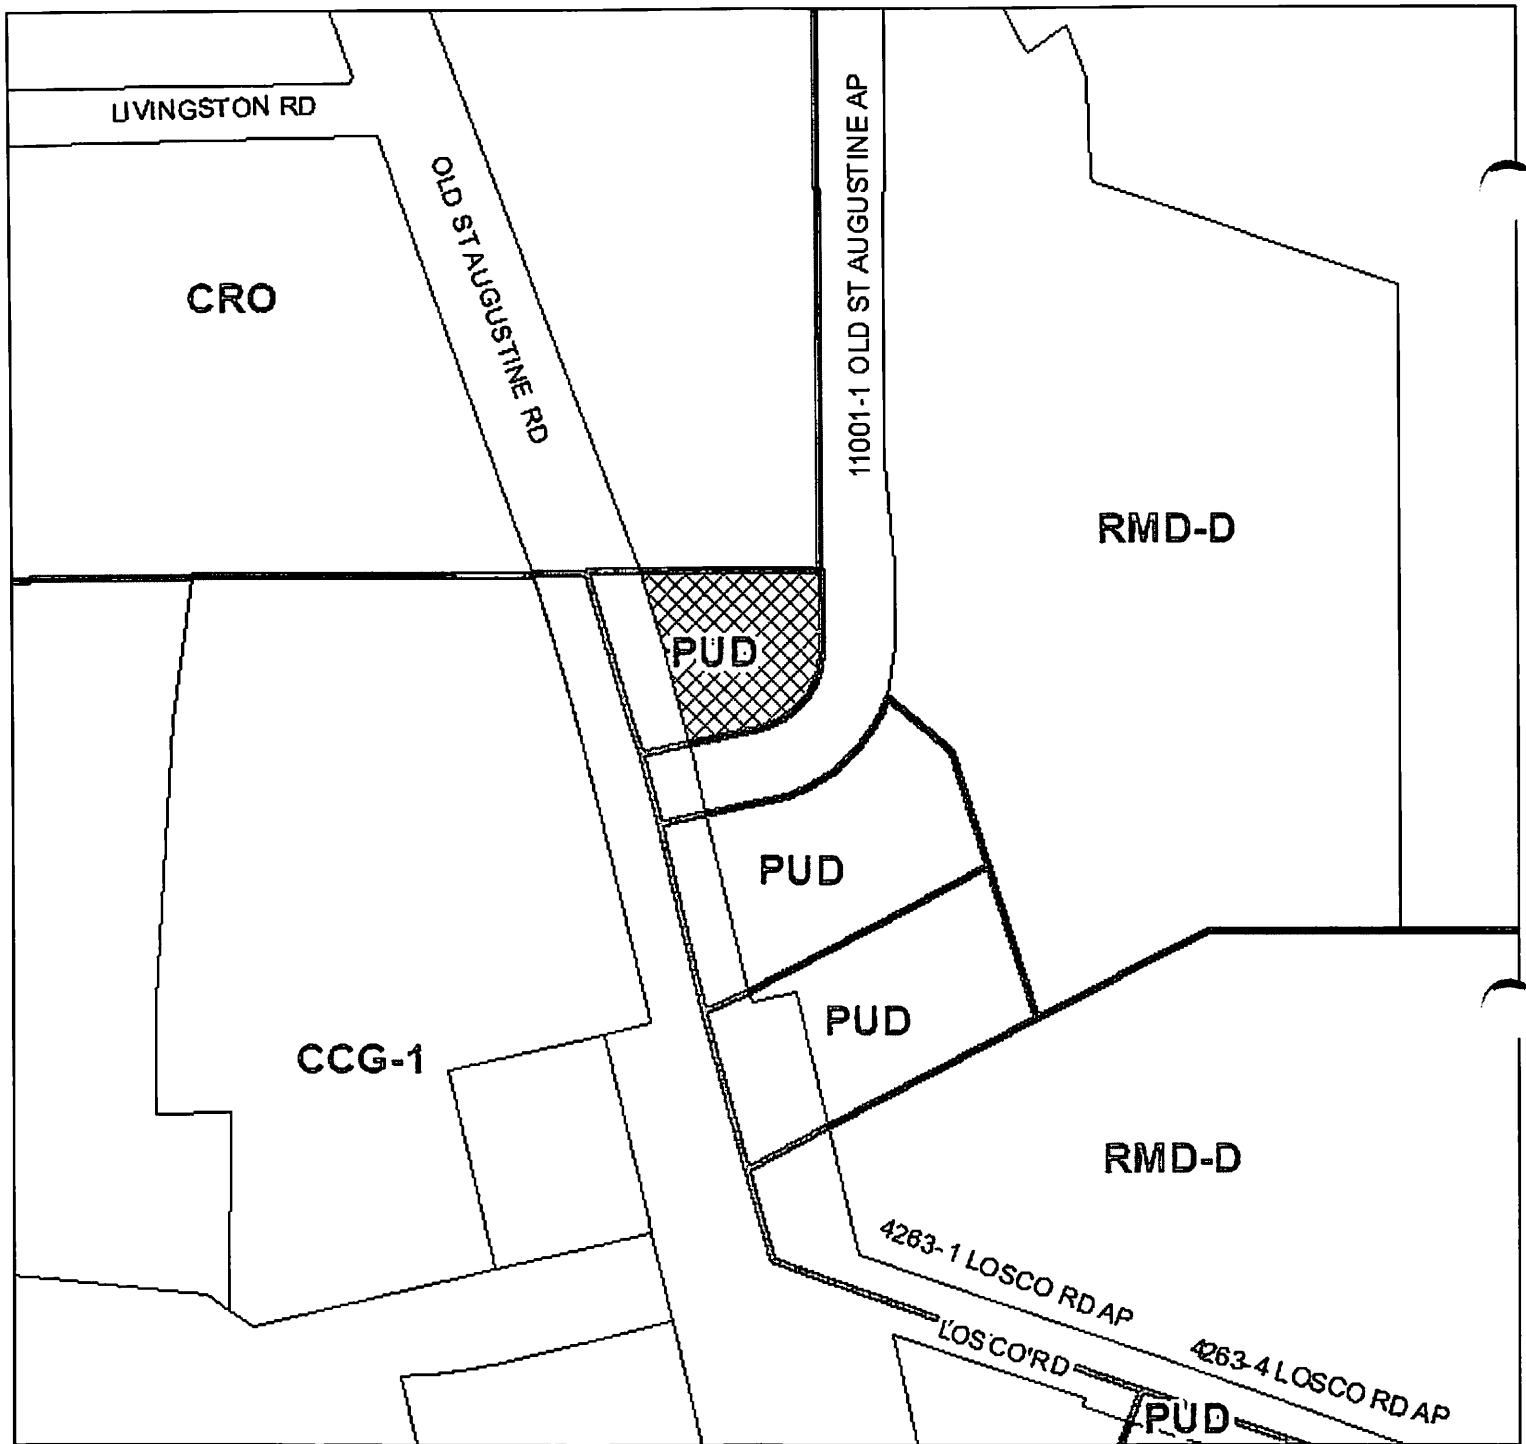 LIVINGSTON RD
OLD ST AUGUSTINE RD
11001-1 OLD ST AUGUSTINE AP
CRO
RMD-D
PUD
PUD
PUD
CCG-1
RMD-D
4263-1 LOSCO RD AP
LOSCO RD
4263-4 LOSCO RD AP
PUD